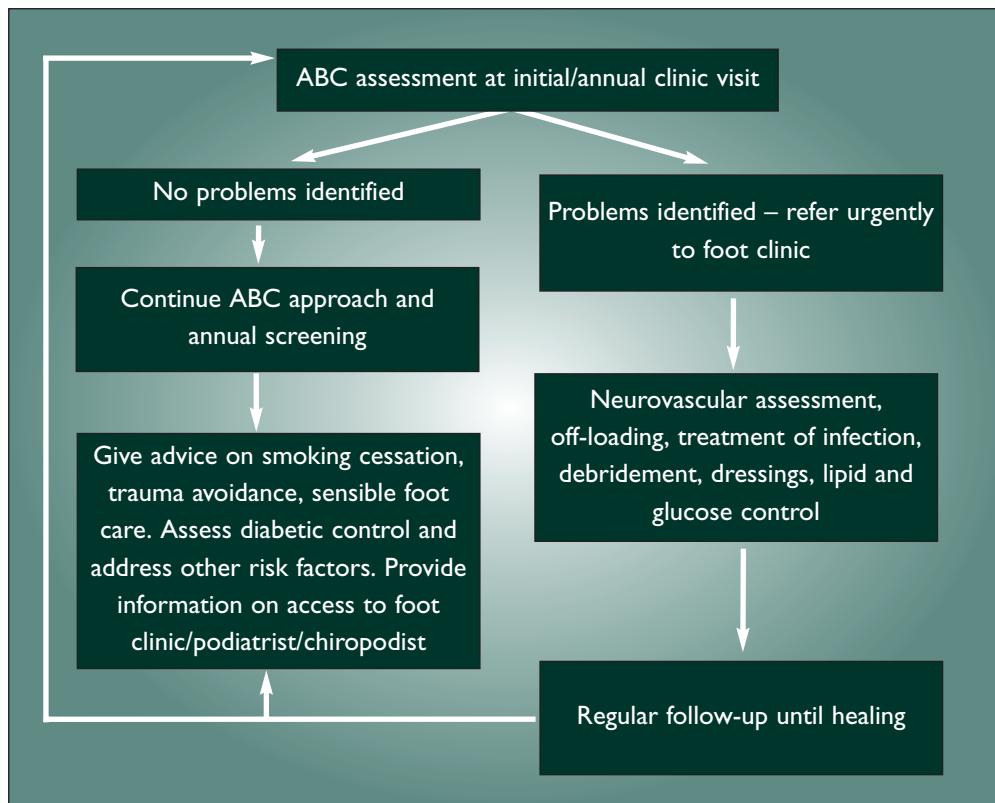 ABC assessment at initial/annual clinic visit
No problems identified
Problems identified – refer urgently
to foot clinic
Continue ABC approach and
annual screening
Neurovascular assessment,
off-loading, treatment of infection,
debridement, dressings, lipid and
glucose control
Give advice on smoking cessation,
trauma avoidance, sensible foot
care. Assess diabetic control and
address other risk factors. Provide
information on access to foot
clinic/podiatrist/chiropodist
Regular follow-up until healing